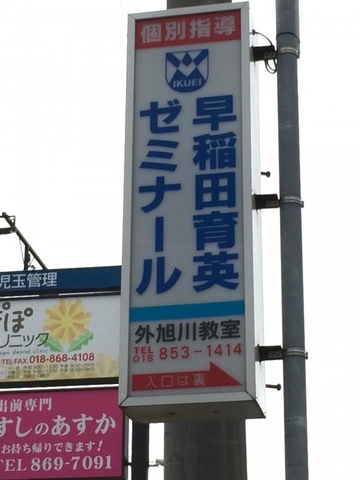 個別指導
IKUEI
早稲田育英
ゼミナール
外旭川教室
TEL 018 853-1414
入口は裏
児玉管理
ぽ
リニック
dental clinic
TEL/FAX.018-868-4108
出前専門
すしのあすか
お持ち帰りできます!
TEL 869-7091